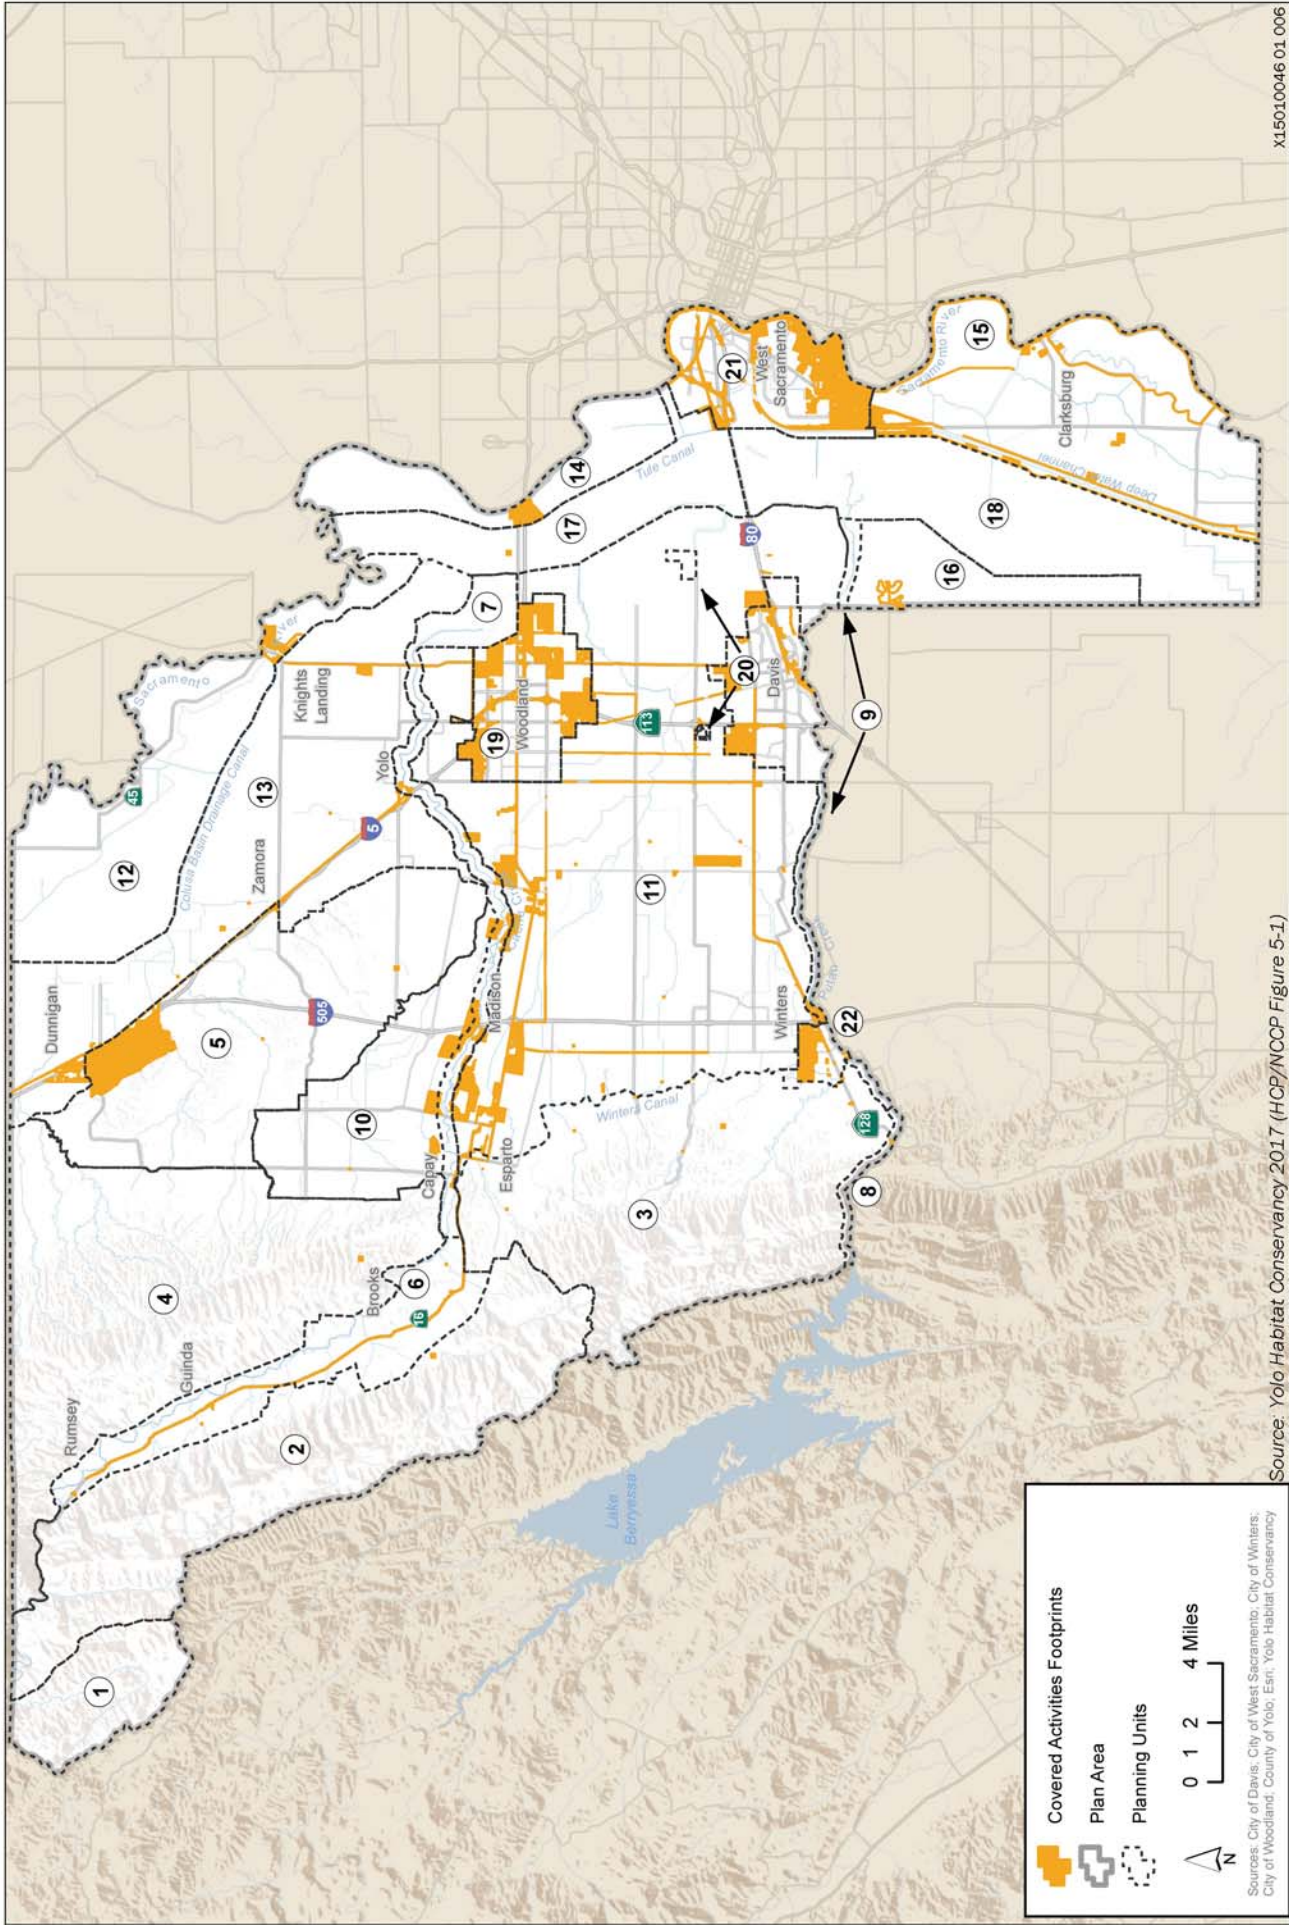 Rumsey
Guinda
Brooks
Capay
Esparto
Madison
Dunnigan
Zamora
Knights
Landing
Yolo
Woodland
Davis
Winters
West
Sacramento
Clarksburg
Colusa Basin Drainage Canal
Sacramento
River
Tule Canal
Sacramento River
Deep Water Channel
Winters Canal
Putah Creek
Lake
Berryessa
1
2
3
4
5
6
7
8
9
10
11
12
13
14
15
16
17
18
19
20
21
22
45
5
505
16
113
80
128
Covered Activities Footprints
Plan Area
Planning Units
N
0 1 2 4 Miles
Sources: City of Davis; City of West Sacramento; City of Winters;
City of Woodland; County of Yolo; Esri; Yolo Habitat Conservancy
Source: Yolo Habitat Conservancy 2017 (HCP/NCCP Figure 5-1)
X15010046 01 006